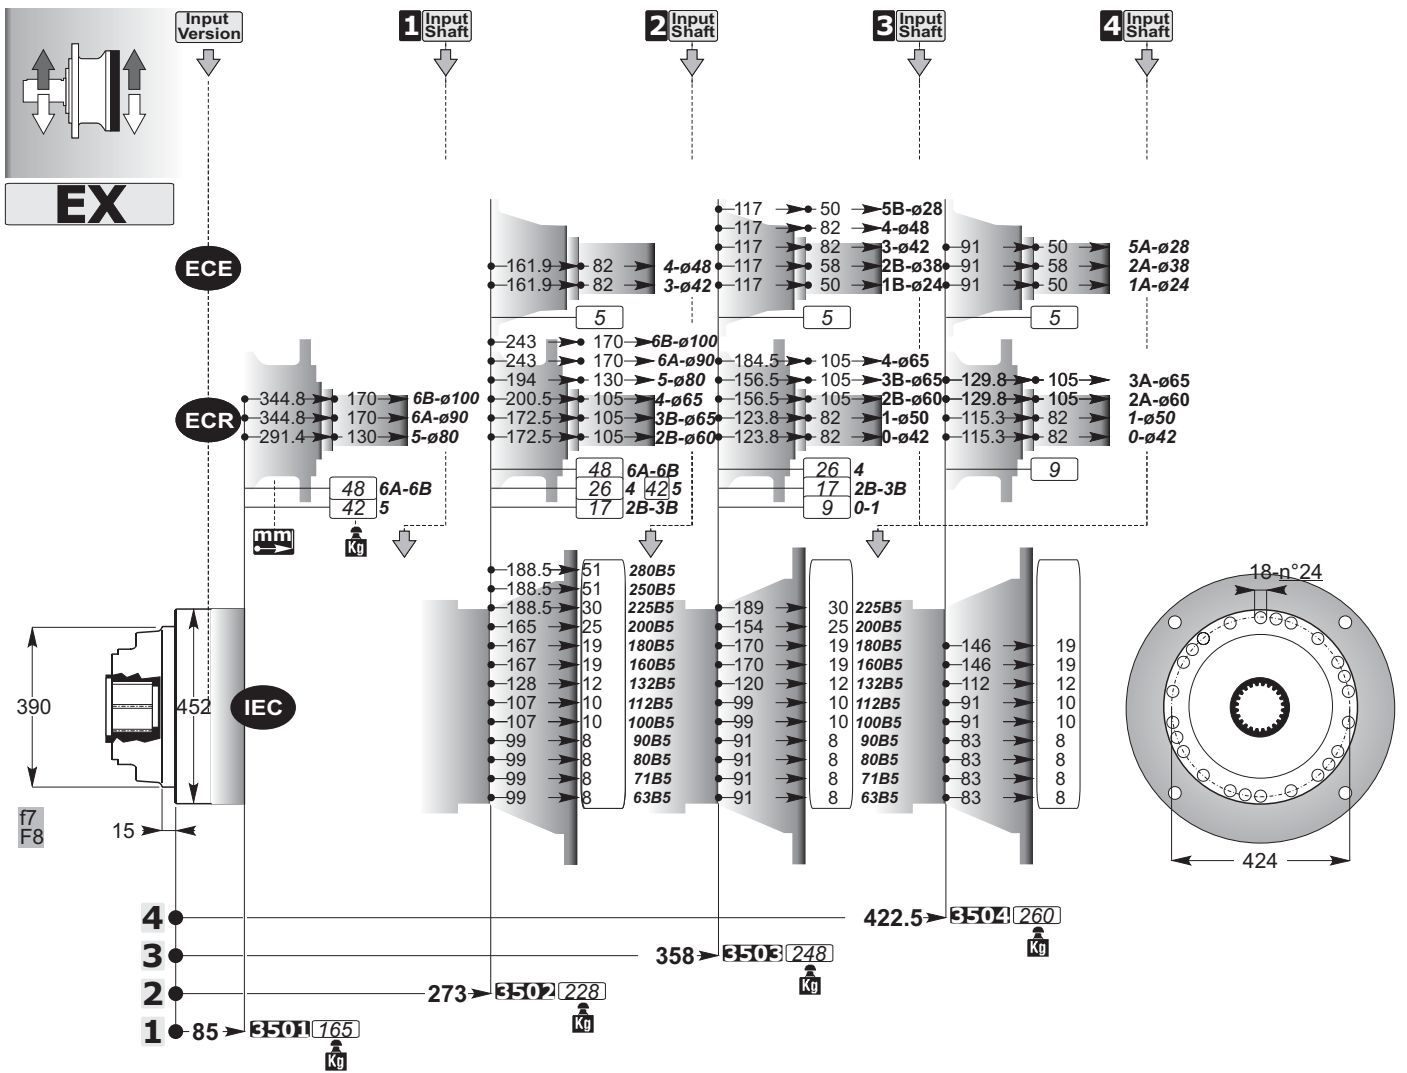 Input
Version
1 Input
Shaft
2 Input
Shaft
3 Input
Shaft
4 Input
Shaft
EX
117 50 5B-ø28
117 82 4-ø48
117 82 3-ø42 91 50 5A-ø28
ECE
161.9 82 4-ø48 117 58 2B-ø38 91 58 2A-ø38
161.9 82 3-ø42 117 50 1B-ø24 91 50 1A-ø24
5 5 5
243 170 6B-ø100
243 170 6A-ø90 184.5 105 4-ø65
194 130 5-ø80 156.5 105 3B-ø65 129.8 105 3A-ø65
344.8 170 6B-ø100 200.5 105 4-ø65 156.5 105 2B-ø60 129.8 105 2A-ø60
ECR
344.8 170 6A-ø90 172.5 105 3B-ø65 123.8 82 1-ø50 115.3 82 1-ø50
291.4 130 5-ø80 172.5 105 2B-ø60 123.8 82 0-ø42 115.3 82 0-ø42
48 6A-6B 26 4 9
48 6A-6B 26 4 42 5 17 2B-3B
42 5 17 2B-3B 9 0-1
mm
Kg
188.5 51 280B5
188.5 51 250B5
188.5 30 225B5 189 30 225B5
165 25 200B5 154 25 200B5
167 19 180B5 170 19 180B5 146 19
167 19 160B5 170 19 160B5 146 19
128 12 132B5 120 12 132B5 112 12
107 10 112B5 99 10 112B5 91 10
107 10 100B5 99 10 100B5 91 10
99 8 90B5 91 8 90B5 83 8
99 8 80B5 91 8 80B5 83 8
99 8 71B5 91 8 71B5 83 8
99 8 63B5 91 8 63B5 83 8
18-n°24
390
452
IEC
f7
F8
15
424
4 422.5 3504 260
Kg
3 358 3503 248
Kg
2 273 3502 228
Kg
1 85 3501 165
Kg